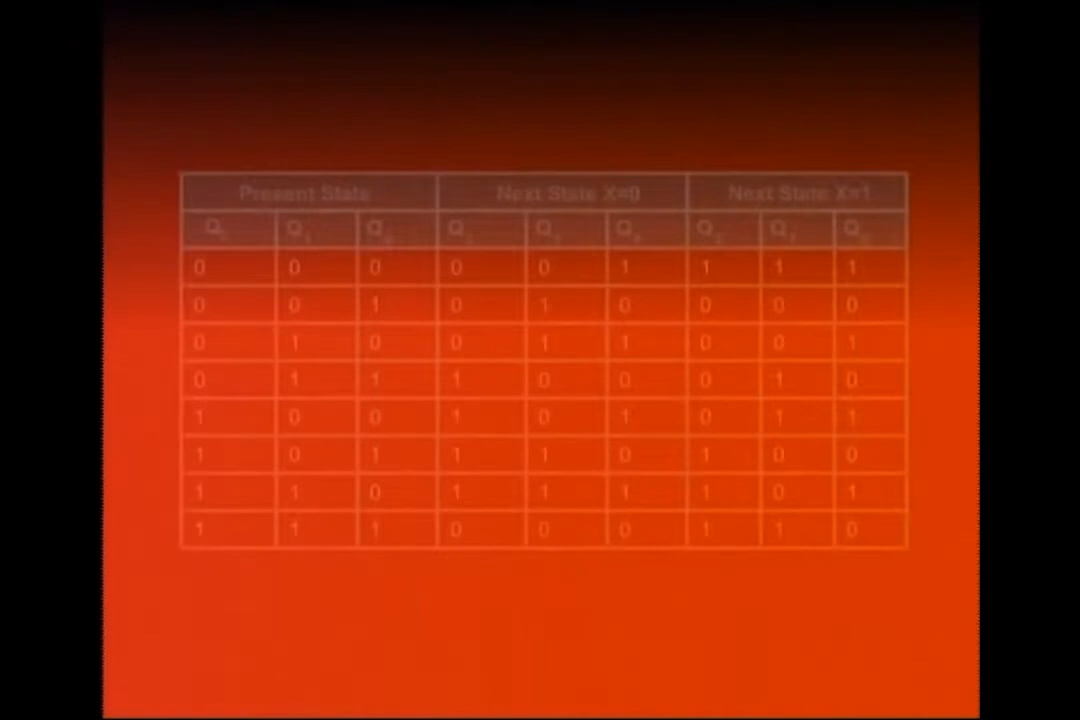 Present State Next State X=0 Next State X=1
Q Q1 Q Q Q Q Q Q Q
0 0 0 0 0 1 1 1 1
0 0 1 0 1 0 0 0 0
0 1 0 0 1 1 0 0 1
0 1 1 1 0 0 0 1 0
1 0 0 1 0 1 0 1 1
1 0 1 1 1 0 1 0 0
1 1 0 1 1 1 1 0 1
1 1 1 0 0 0 1 1 0